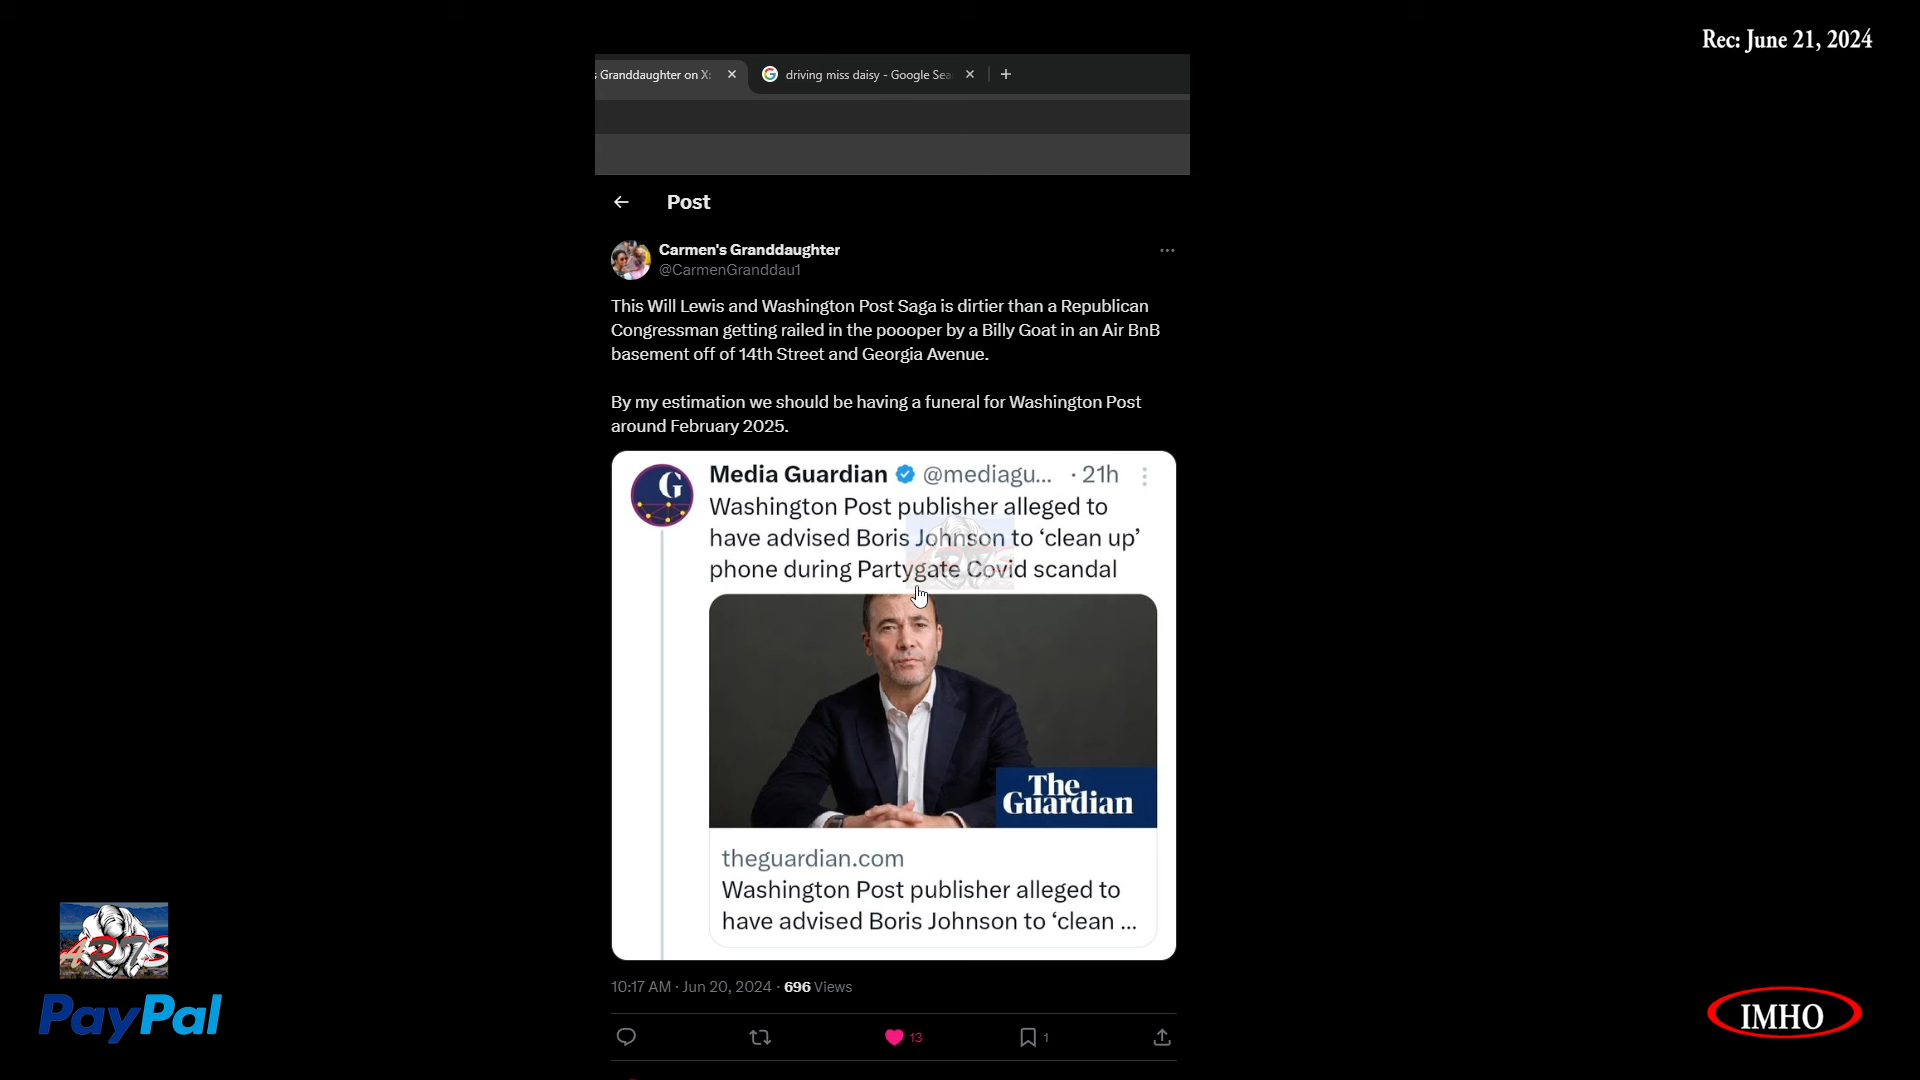 Rec: June 21, 2024
Granddaughter on X:
driving miss daisy - Google Sea
Post
Carmen's Granddaughter
@CarmenGranddau1
This Will Lewis and Washington Post Saga is dirtier than a Republican
Congressman getting railed in the poooper by a Billy Goat in an Air BnB
basement off of 14th Street and Georgia Avenue.
By my estimation we should be having a funeral for Washington Post
around February 2025.
G
Media Guardian @mediagu... · 21h
Washington Post publisher alleged to
have advised Boris Johnson to ‘clean up’
phone during Partygate Covid scandal
The
Guardian
theguardian.com
Washington Post publisher alleged to
have advised Boris Johnson to ‘clean ...
10:17 AM · Jun 20, 2024 · 696 Views
13
1
PayPal
IMHO